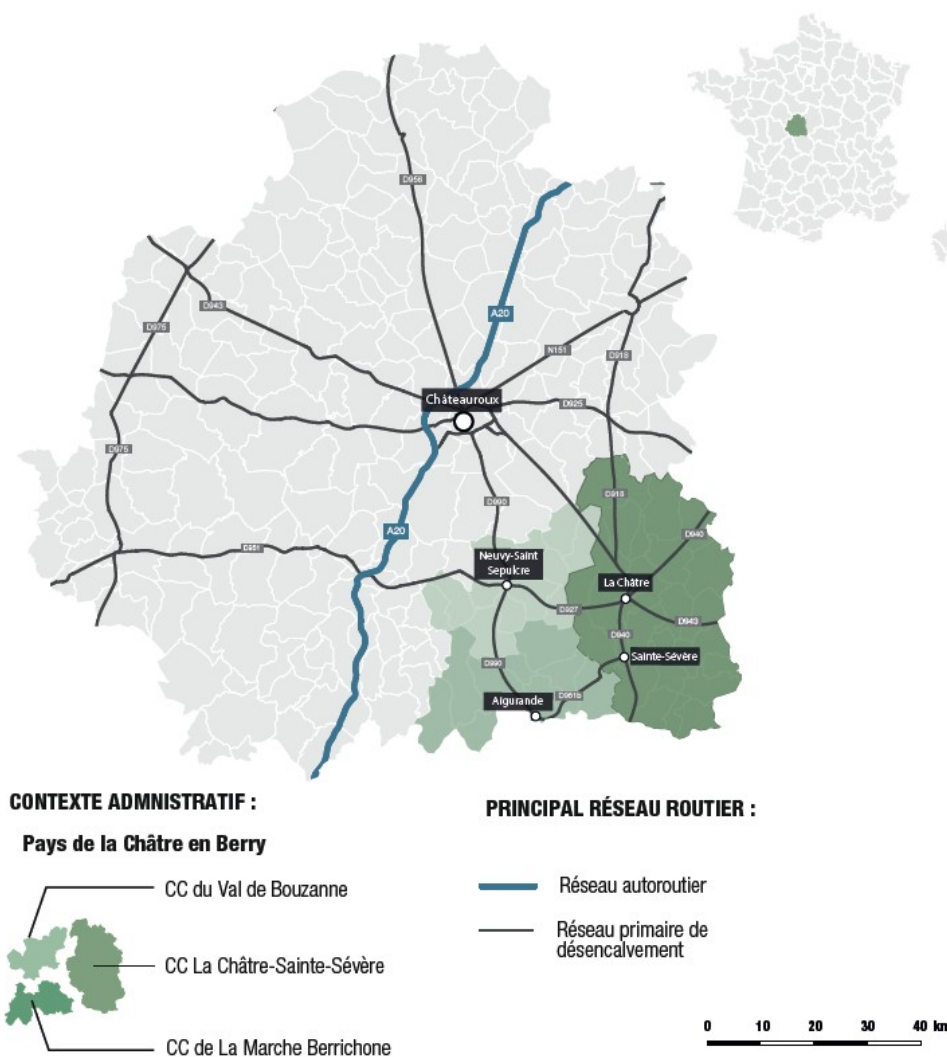 D956
A20
D943
D975
N151
D918
Châteauroux
D925
D975
D990
D918
A20
D940
D951
Neuvy-Saint
Sepulcre
La Châtre
D927
D943
D940
Sainte-Sévère
D990
Aigurande
D951b
CONTEXTE ADMNISTRATIF :
Pays de la Châtre en Berry
CC du Val de Bouzanne
CC La Châtre-Sainte-Sévère
CC de La Marche Berrichone
PRINCIPAL RÉSEAU ROUTIER :
Réseau autoroutier
Réseau primaire de
désencalvement
0 10 20 30 40 km